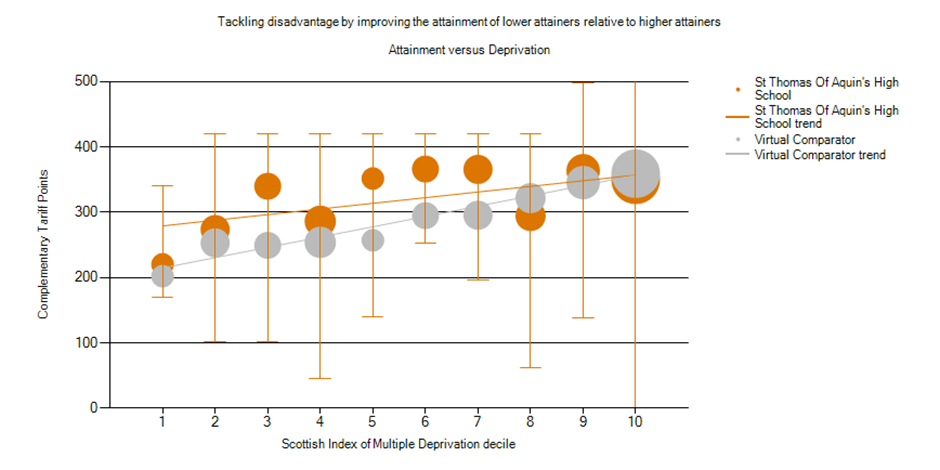 Tackling disadvantage by improving the attainment of lower attainers relative to higher attainers
Attainment versus Deprivation
500
400
300
200
100
0
Complementary Tariff Points
1 2 3 4 5 6 7 8 9 10
Scottish Index of Multiple Deprivation decile
St Thomas Of Aquin's High
School
St Thomas Of Aquin's High
School trend
Virtual Comparator
Virtual Comparator trend